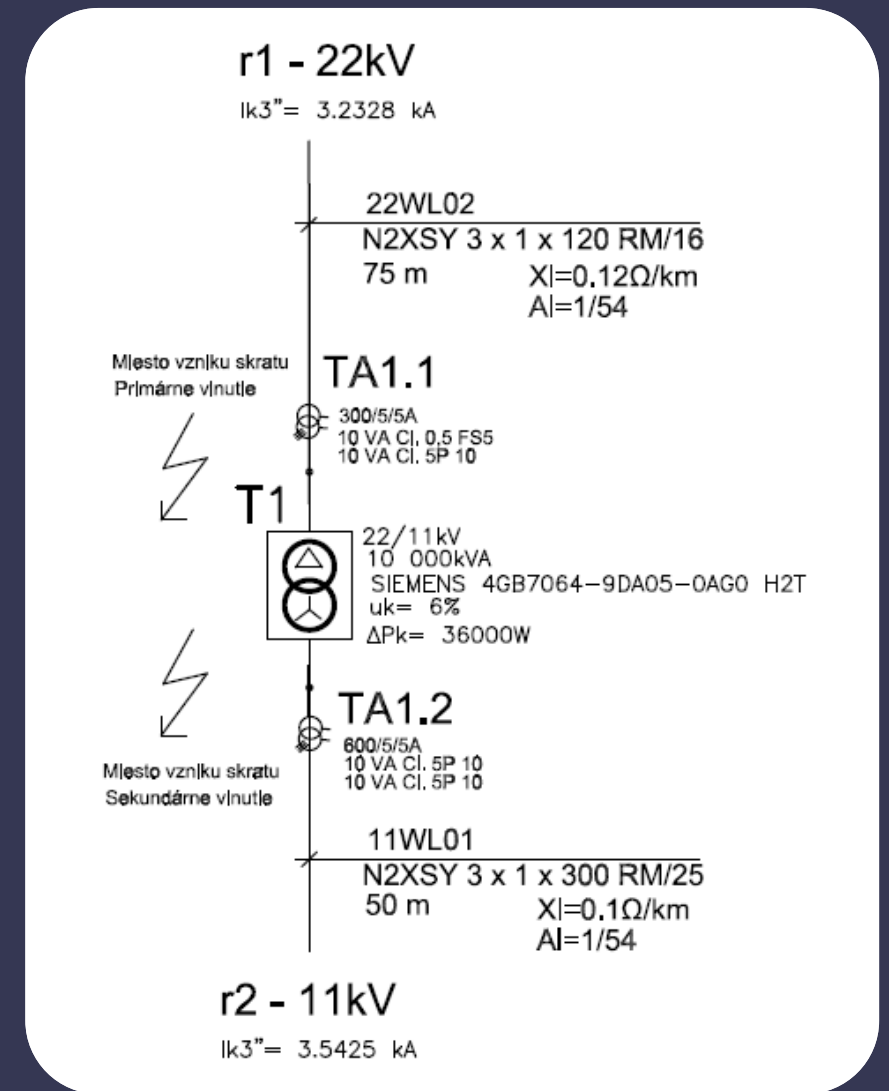 r1 - 22kV
Ik3"= 3.2328 kA
22WL02
N2XSY 3 x 1 x 120 RM/16
75 m Xl=0.12Ω/km
Al=1/54
Miesto vzniku skratu
Primárne vinutie
TA1.1
300/5/5A
10 VA Cl. 0,5 FS5
10 VA Cl. 5P 10
T1
22/11kV
10 000kVA
SIEMENS 4GB7064-9DA05-0AG0 H2T
uk= 6%
ΔPk= 36000W
TA1.2
600/5/5A
10 VA Cl. 5P 10
10 VA Cl. 5P 10
Miesto vzniku skratu
Sekundárne vinutie
11WL01
N2XSY 3 x 1 x 300 RM/25
50 m Xl=0.1Ω/km
Al=1/54
r2 - 11kV
Ik3"= 3.5425 kA